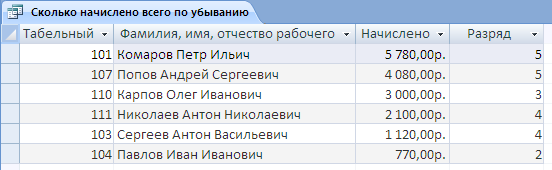 Сколько начислено всего по убыванию
Табельный Фамилия, имя, отчество рабочего Начислено Разряд
101 Комаров Петр Ильич 5 780,00р. 5
107 Попов Андрей Сергеевич 4 080,00р. 5
110 Карпов Олег Иванович 3 000,00р. 3
111 Николаев Антон Николаевич 2 100,00р. 4
103 Сергеев Антон Васильевич 1 120,00р. 4
104 Павлов Иван Иванович 770,00р. 2